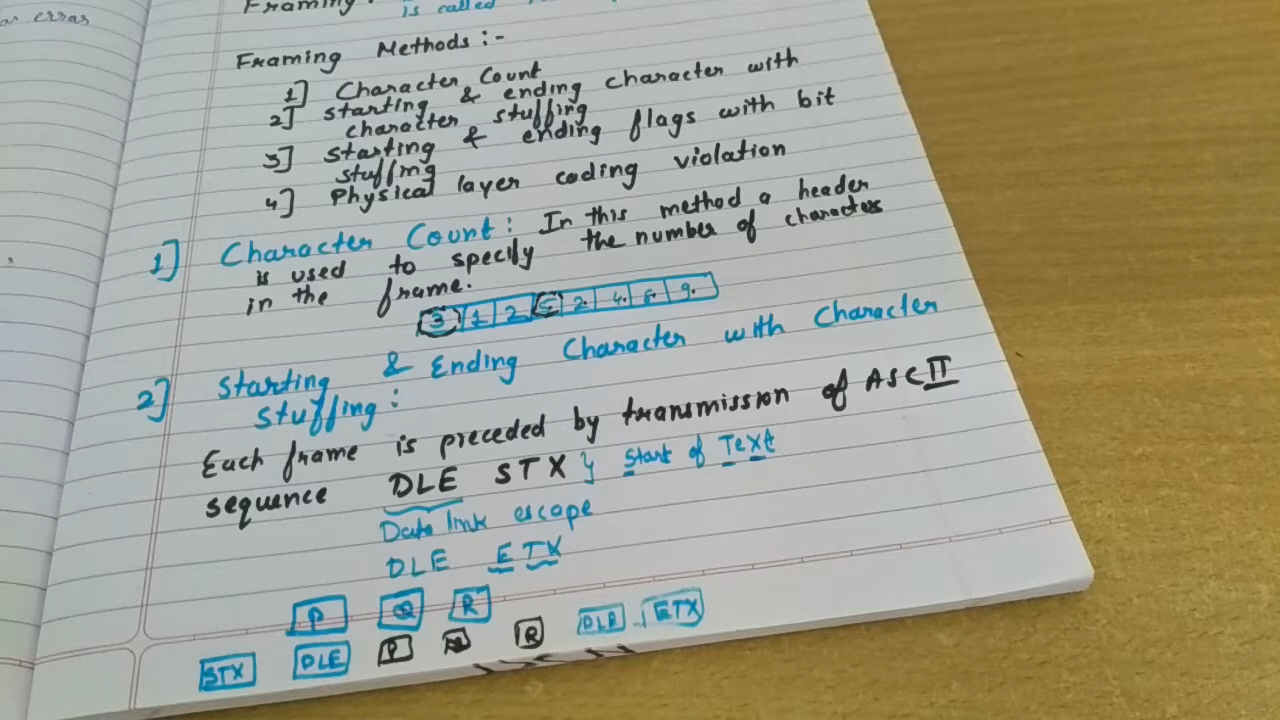 as erras
Framing :
is called
Framing Methods :-
1] Character Count
2] starting & ending character with
character stuffing
3] starting & ending flags with bit
stuffing
4] Physical layer coding violation
1] Character Count : In this method a header
is used to specify the number of characters
in the frame.
3 1 2 5 2. 4. 8. 9.
2] Starting & Ending Character with Character
Stuffing :
Each frame is preceded by transmission of ASCII
sequence DLE STX } Start of Text
Data link escape
DLE ETX
P Q R
STX DLE P Q R DLE ETX